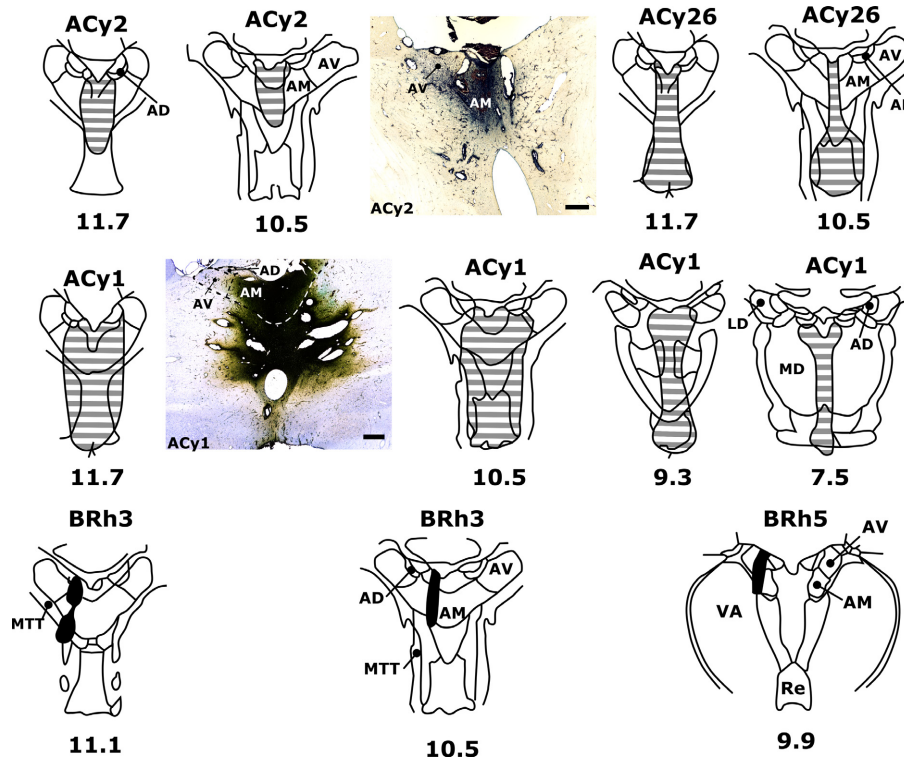 ACy2 ACy2 ACy26 ACy26
AD
AV
AM
AV
AM
AV
AM
ACy2
11.7 10.5 11.7 10.5
ACy1 ACy1 ACy1 ACy1
AD
AV
AM
ACy1
LD
AD
MD
11.7 10.5 9.3 7.5
BRh3 BRh3 BRh5
MTT
AV
AD
AM
MTT
AV
VA
AM
Re
11.1 10.5 9.9